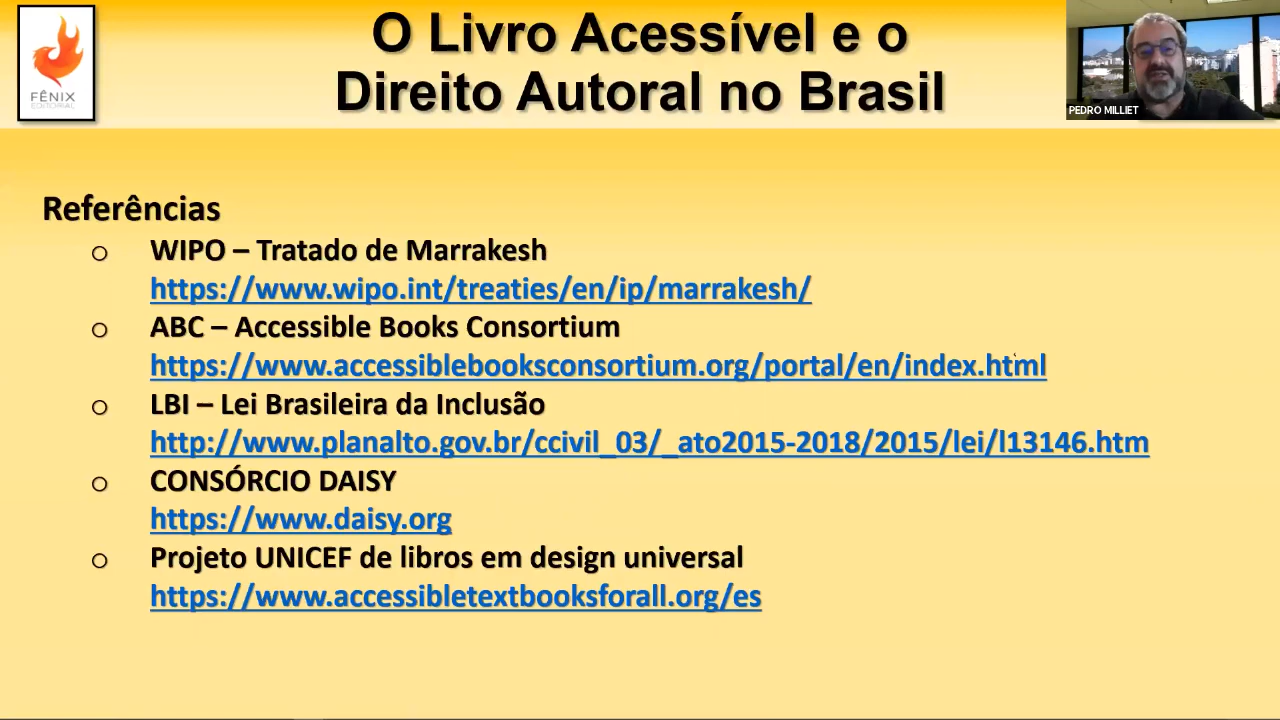 O Livro Acessível e o
Direito Autoral no Brasil
FÊNIX
EDITORIAL
PEDRO MILLIET
Referências
o WIPO – Tratado de Marrakesh
https://www.wipo.int/treaties/en/ip/marrakesh/
o ABC – Accessible Books Consortium
https://www.accessiblebooksconsortium.org/portal/en/index.html
o LBI – Lei Brasileira da Inclusão
http://www.planalto.gov.br/ccivil_03/_ato2015-2018/2015/lei/l13146.htm
o CONSÓRCIO DAISY
https://www.daisy.org
o Projeto UNICEF de libros em design universal
https://www.accessibletextbooksforall.org/es